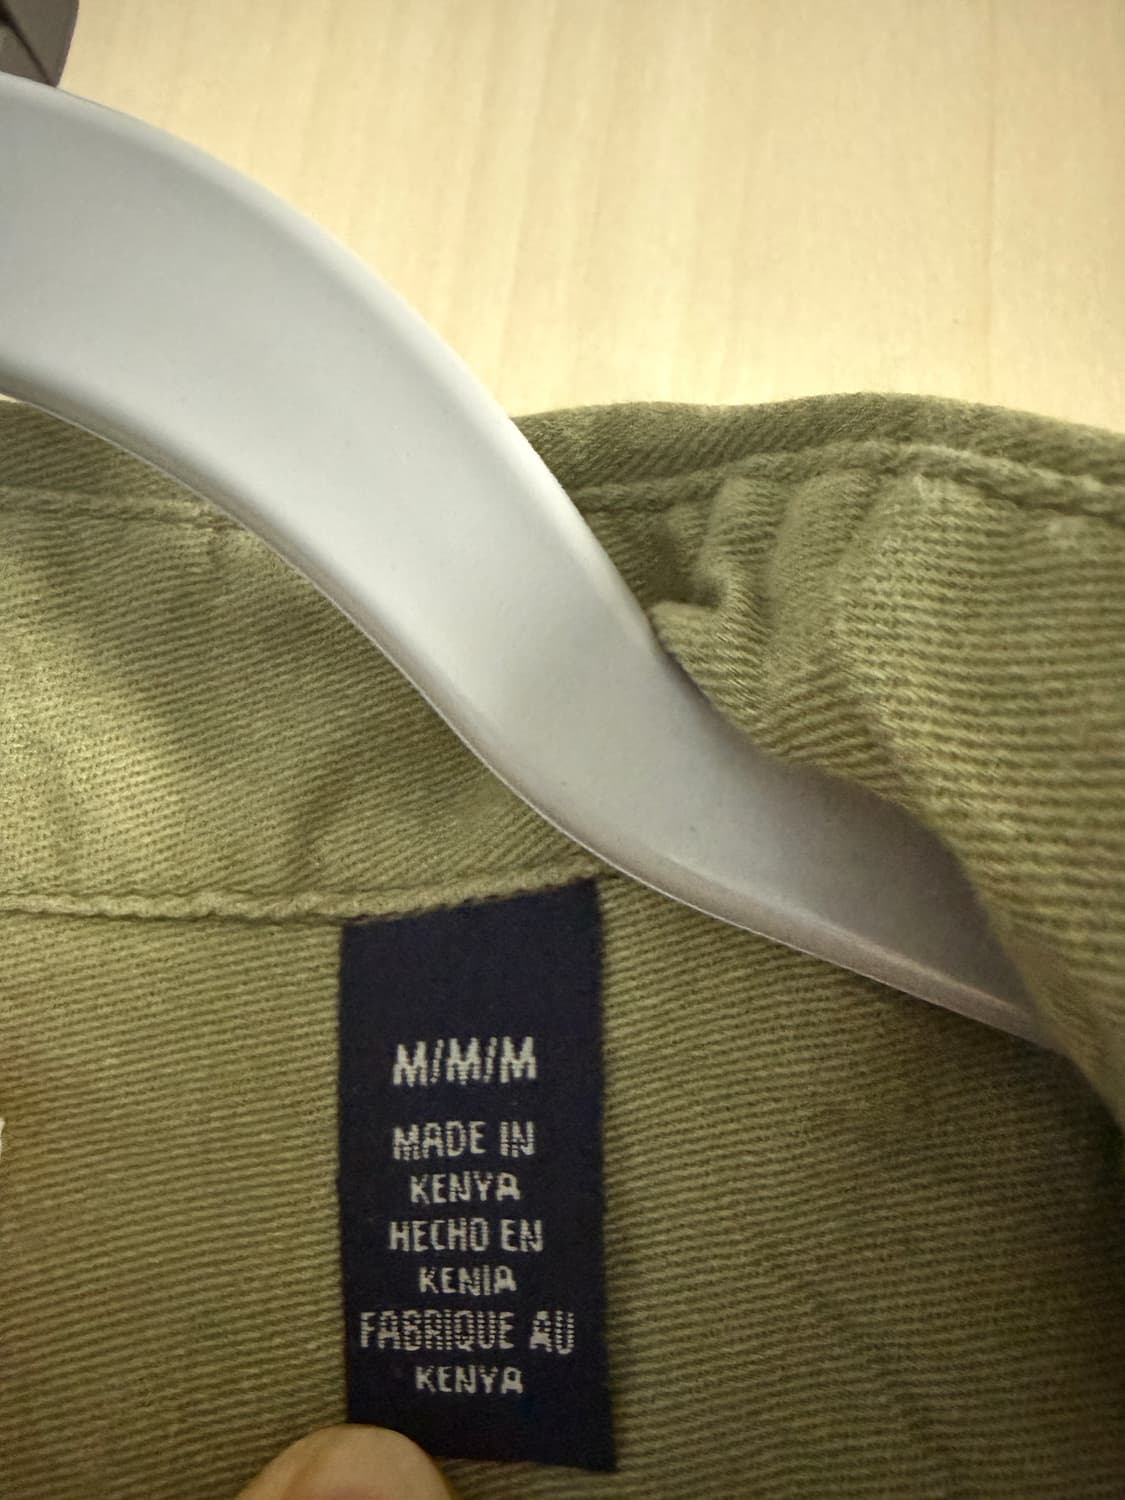 M/M/M
MADE IN
KENYA
HECHO EN
KENIA
FABRIQUE AU
KENYA